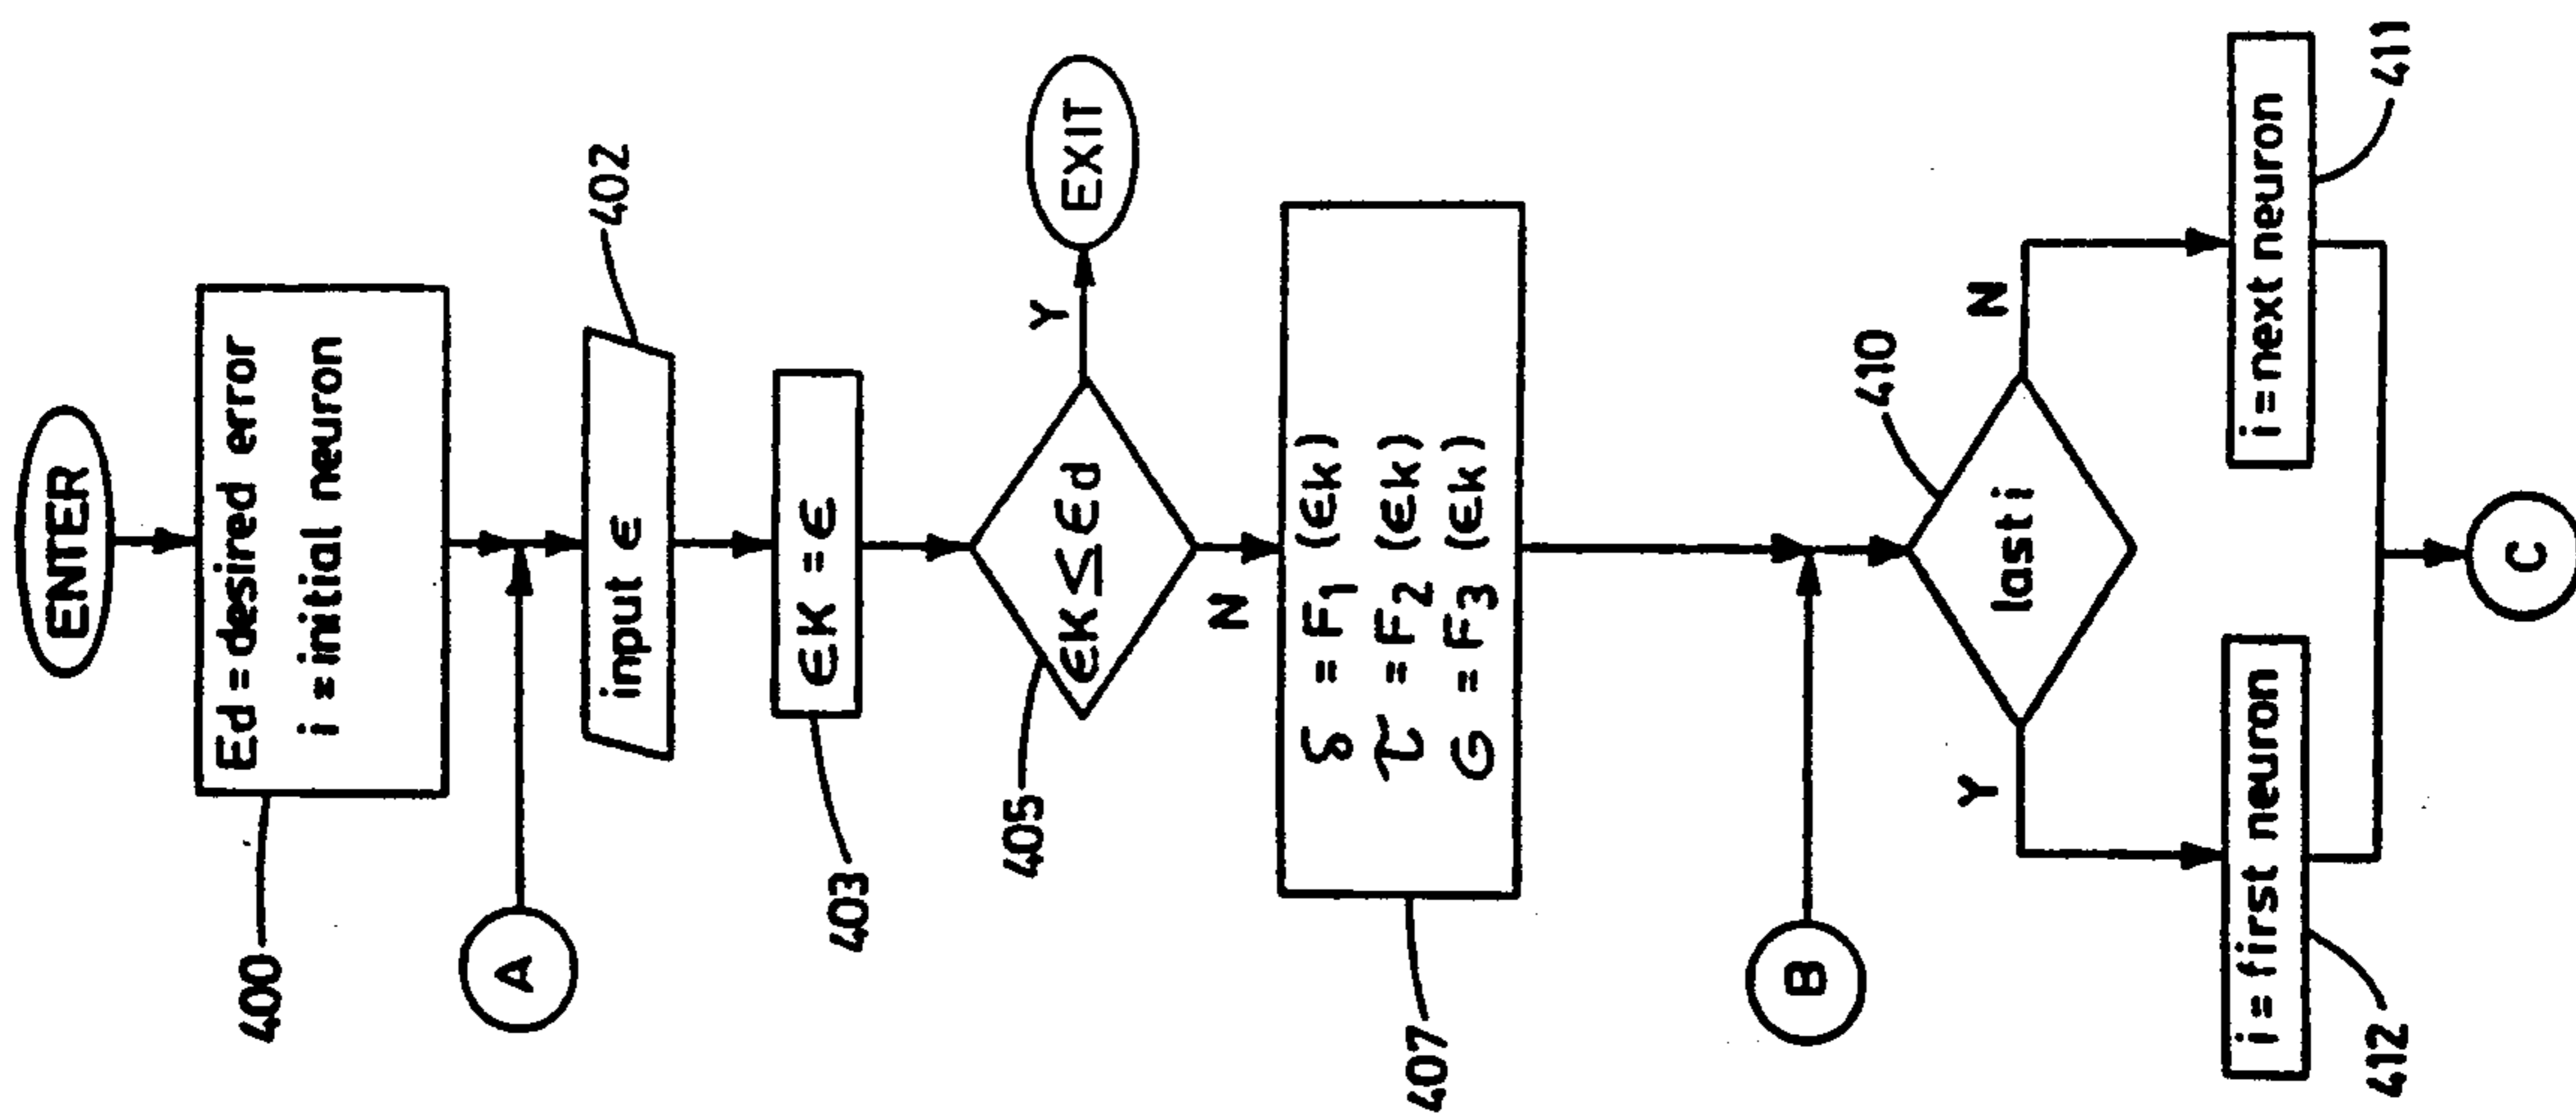 ENTER
400
Ed = desired error
i = initial neuron
A
input ϵ
402
403
ϵK = ϵ
405
ϵK ≤ ϵd
Y
EXIT
N
407
δ = F1 (ϵk)
τ = F2 (ϵk)
G = F3 (ϵk)
B
410
last i
Y
N
i = first neuron
412
i = next neuron
411
C